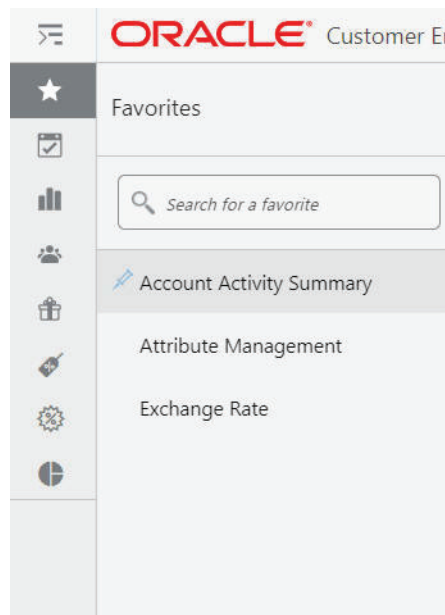 ORACLE® Customer E
Favorites
Search for a favorite
Account Activity Summary
Attribute Management
Exchange Rate